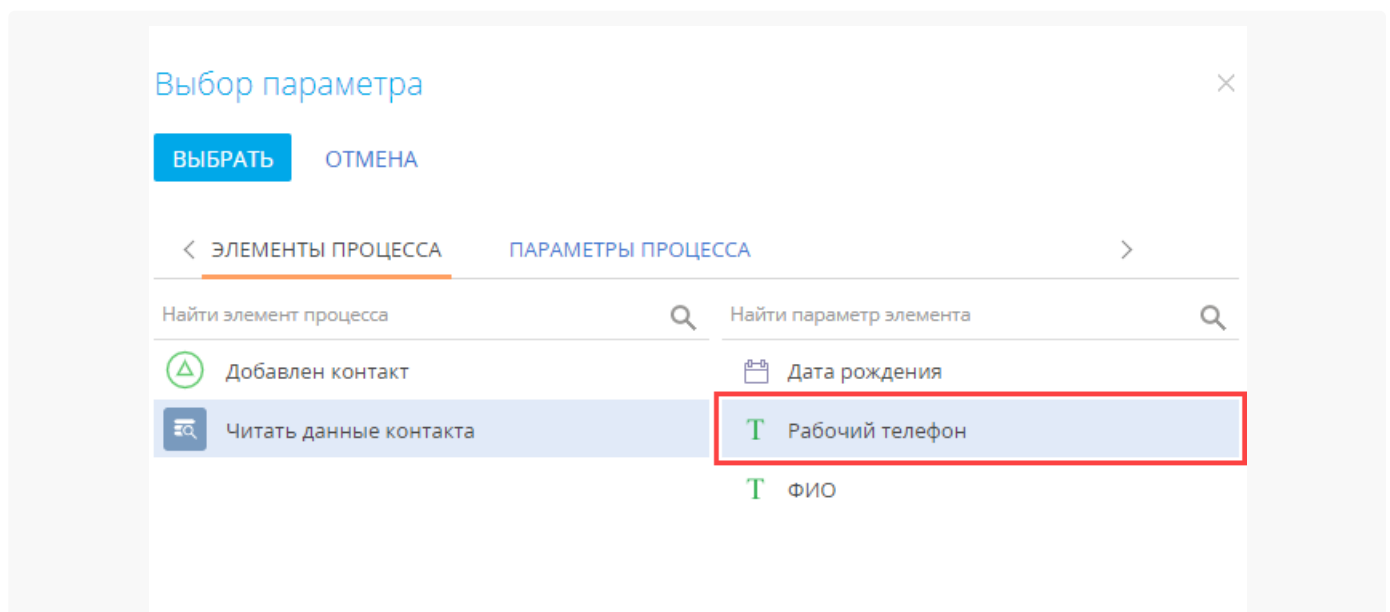 Выбор параметра
ВЫБРАТЬ ОТМЕНА
ЭЛЕМЕНТЫ ПРОЦЕССА ПАРАМЕТРЫ ПРОЦЕССА
Найти элемент процесса Найти параметр элемента
Добавлен контакт Дата рождения
Читать данные контакта T Рабочий телефон
T ФИО